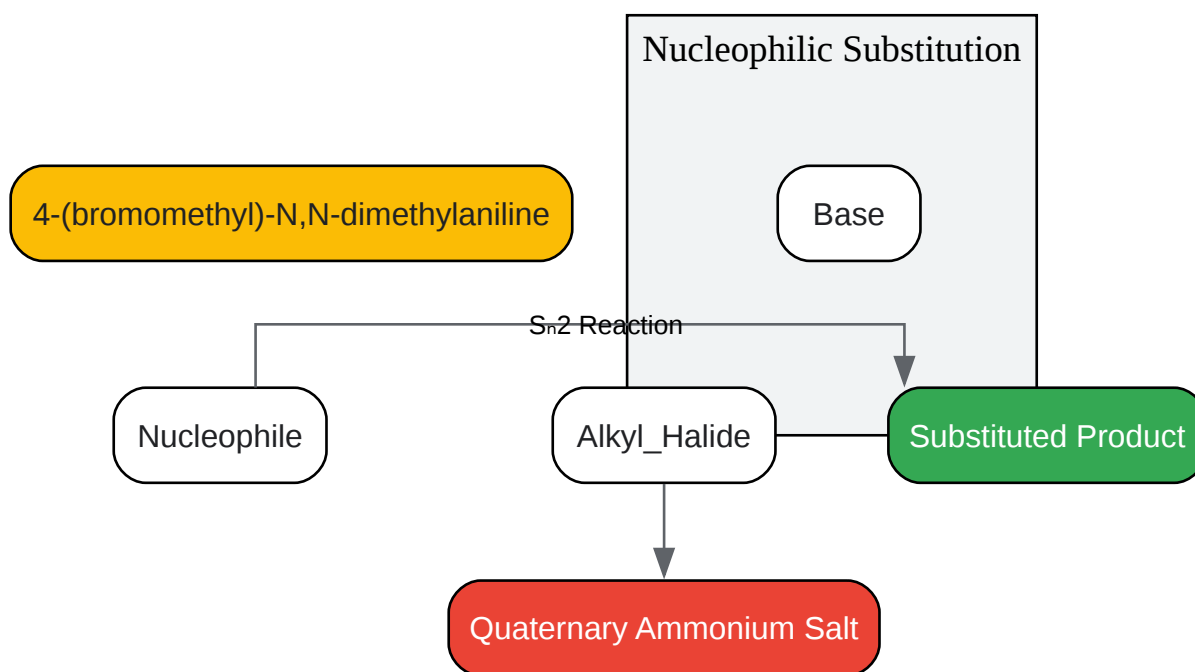 Nucleophilic Substitution
4-(bromomethyl)-N,N-dimethylaniline
Base
Sₙ2 Reaction
Nucleophile
Alkyl_Halide
Substituted Product
Quaternary Ammonium Salt